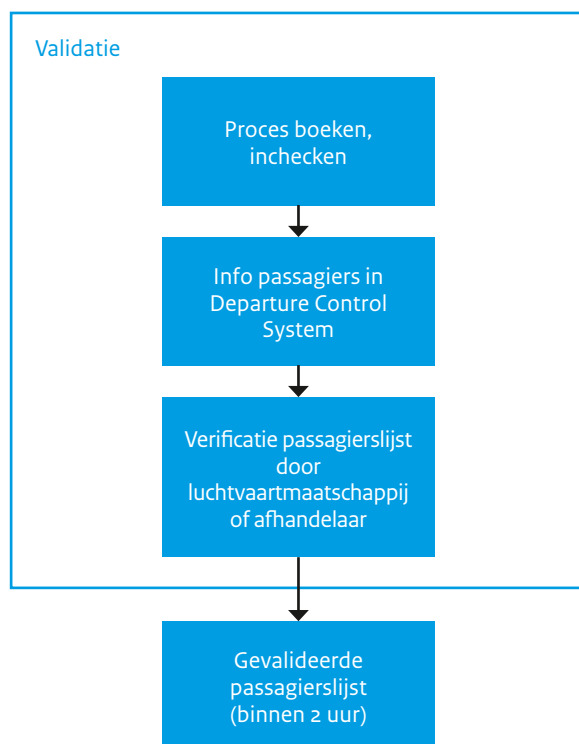 Validatie
Proces boeken,
inchecken
Info passagiers in
Departure Control
System
Verificatie passagierslijst
door
luchtvaartmaatschappij
of afhandelaar
Gevalideerde
passagierslijst
(binnen 2 uur)